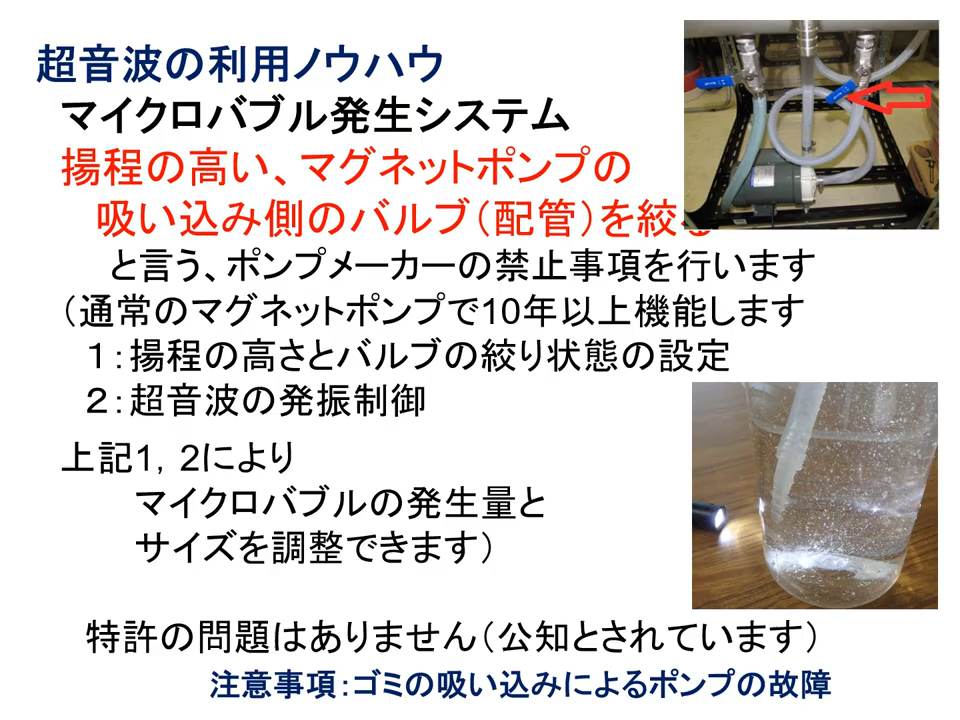 超音波の利用ノウハウ
マイクロバブル発生システム
揚程の高い、マグネットポンプの
吸い込み側のバルブ（配管）を絞る
と言う、ポンプメーカーの禁止事項を行います
（通常のマグネットポンプで10年以上機能します
１：揚程の高さとバルブの絞り状態の設定
２：超音波の発振制御
上記1，2により
マイクロバブルの発生量と
サイズを調整できます）
特許の問題はありません（公知とされています）
注意事項：ゴミの吸い込みによるポンプの故障